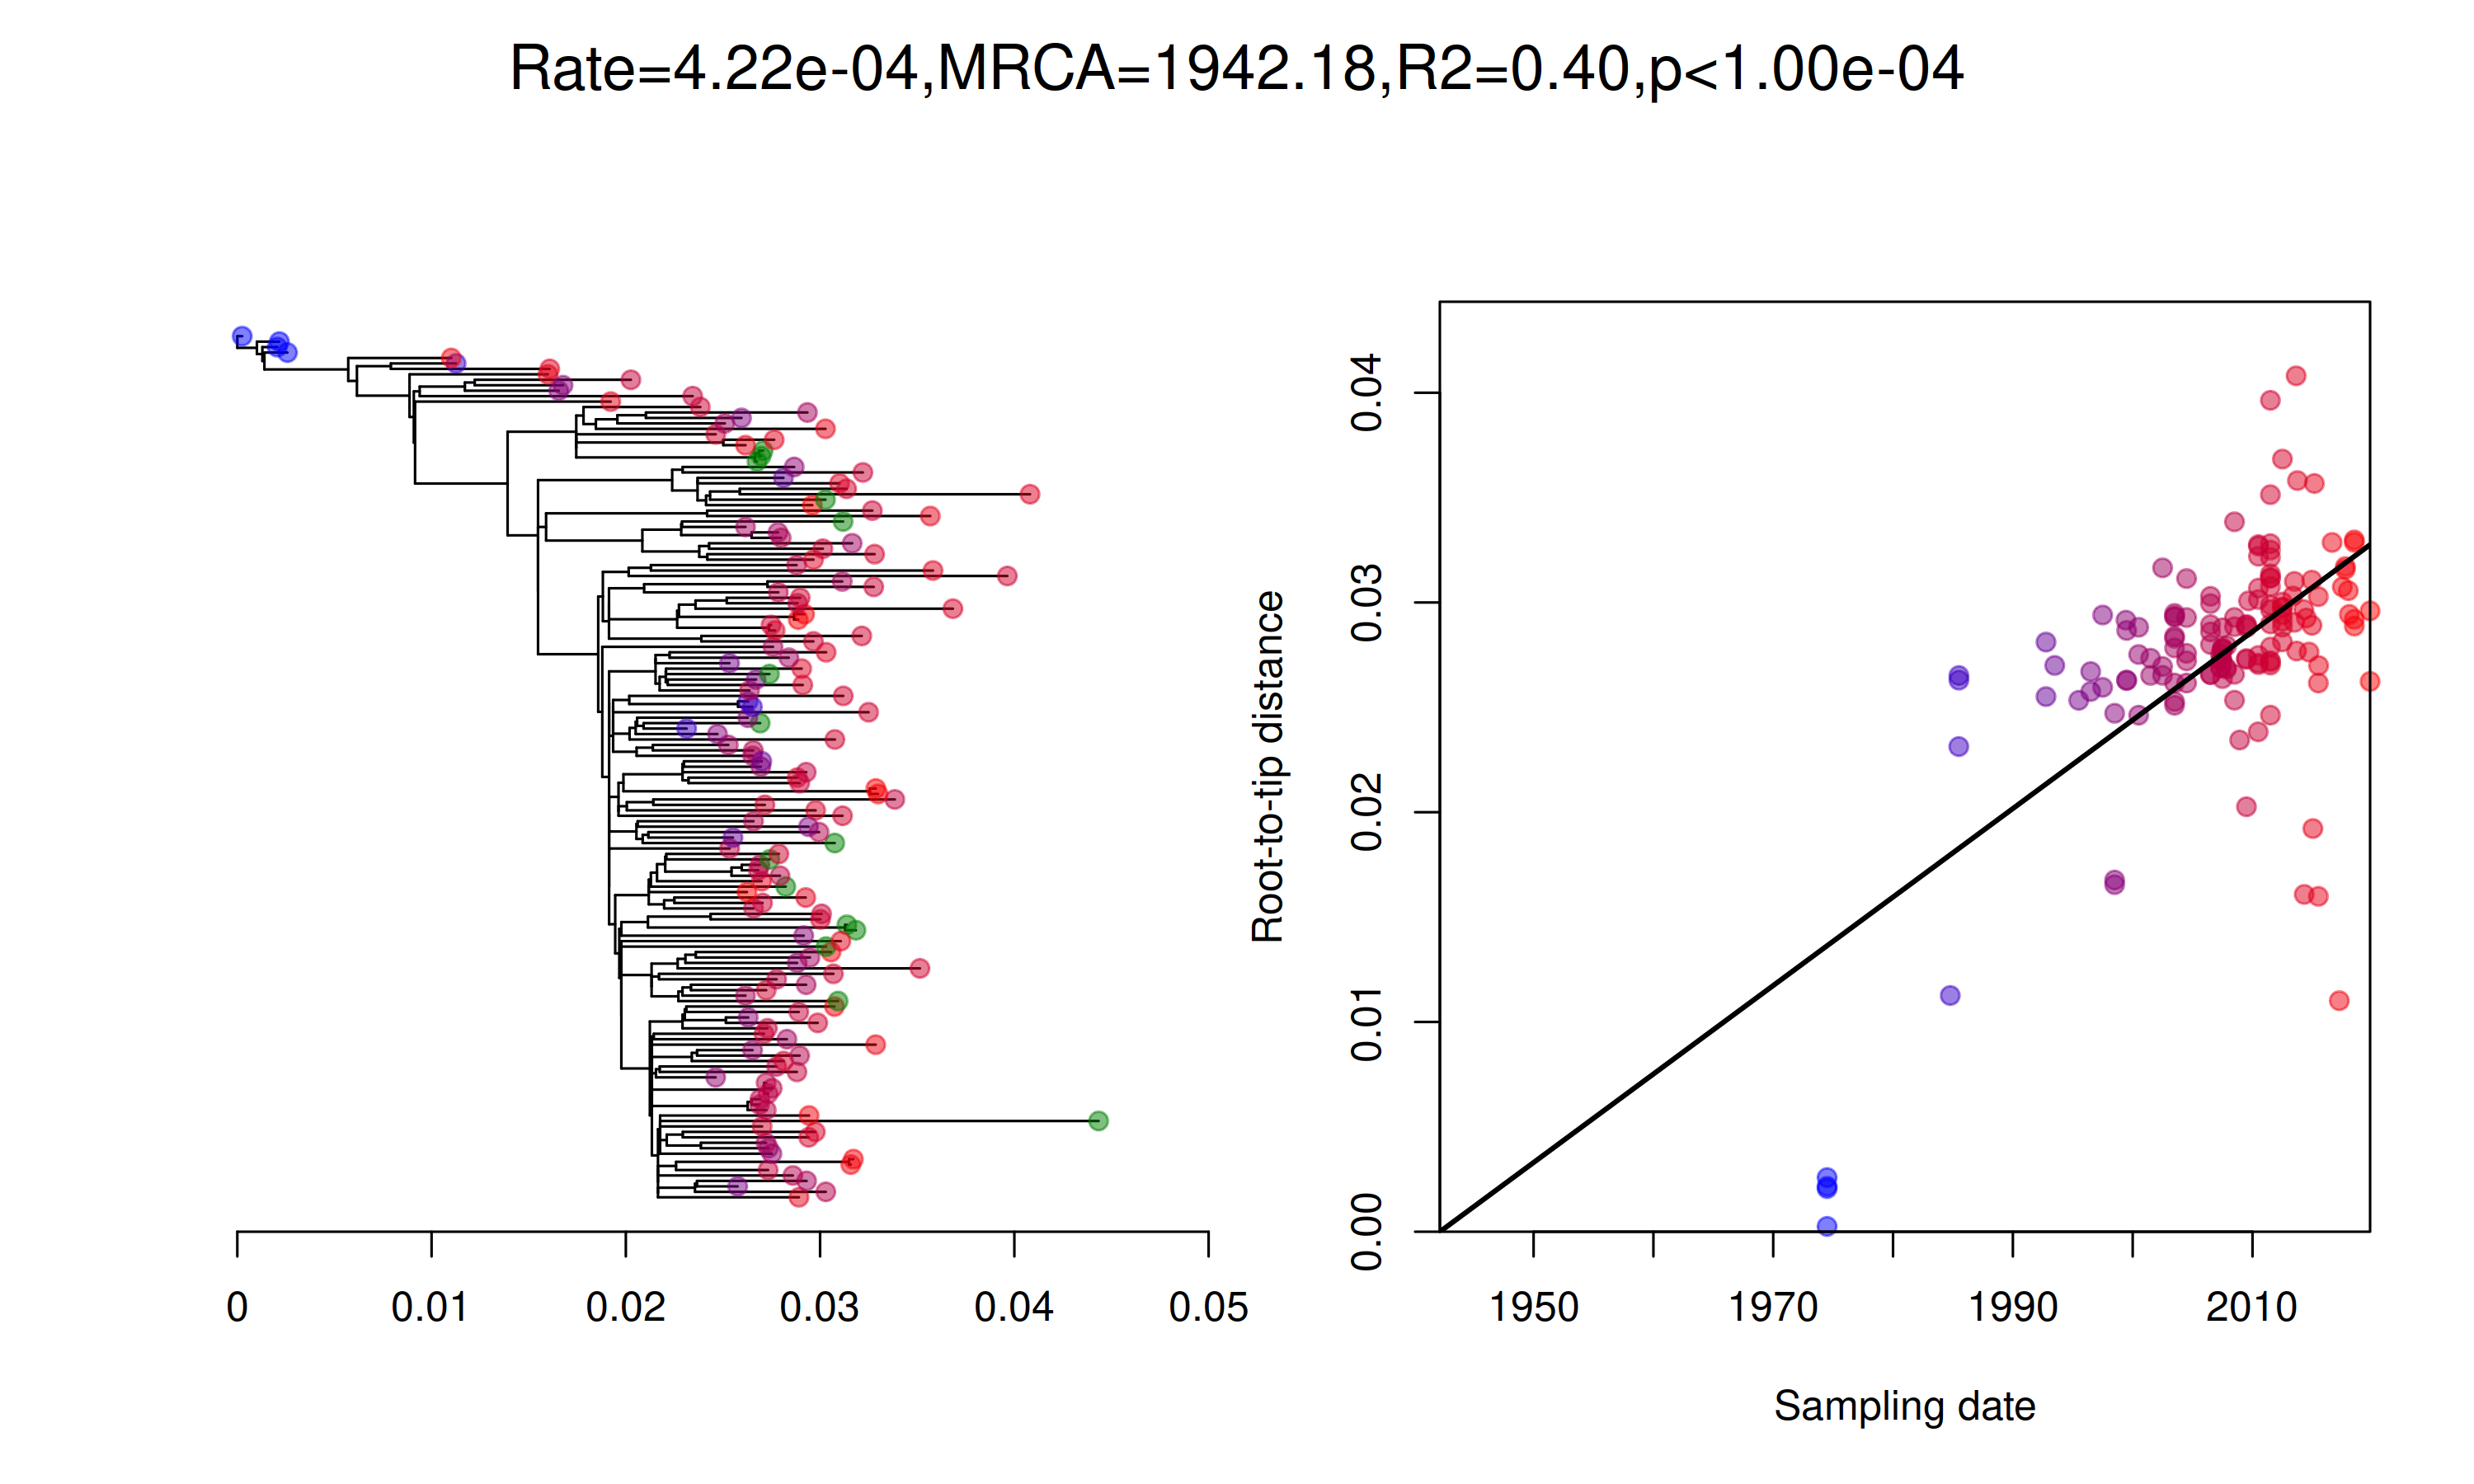 Rate=4.22e-04,MRCA=1942.18,R2=0.40,p<1.00e-04
0 0.01 0.02 0.03 0.04 0.05
Root-to-tip distance
0.00 0.01 0.02 0.03 0.04
1950 1970 1990 2010
Sampling date